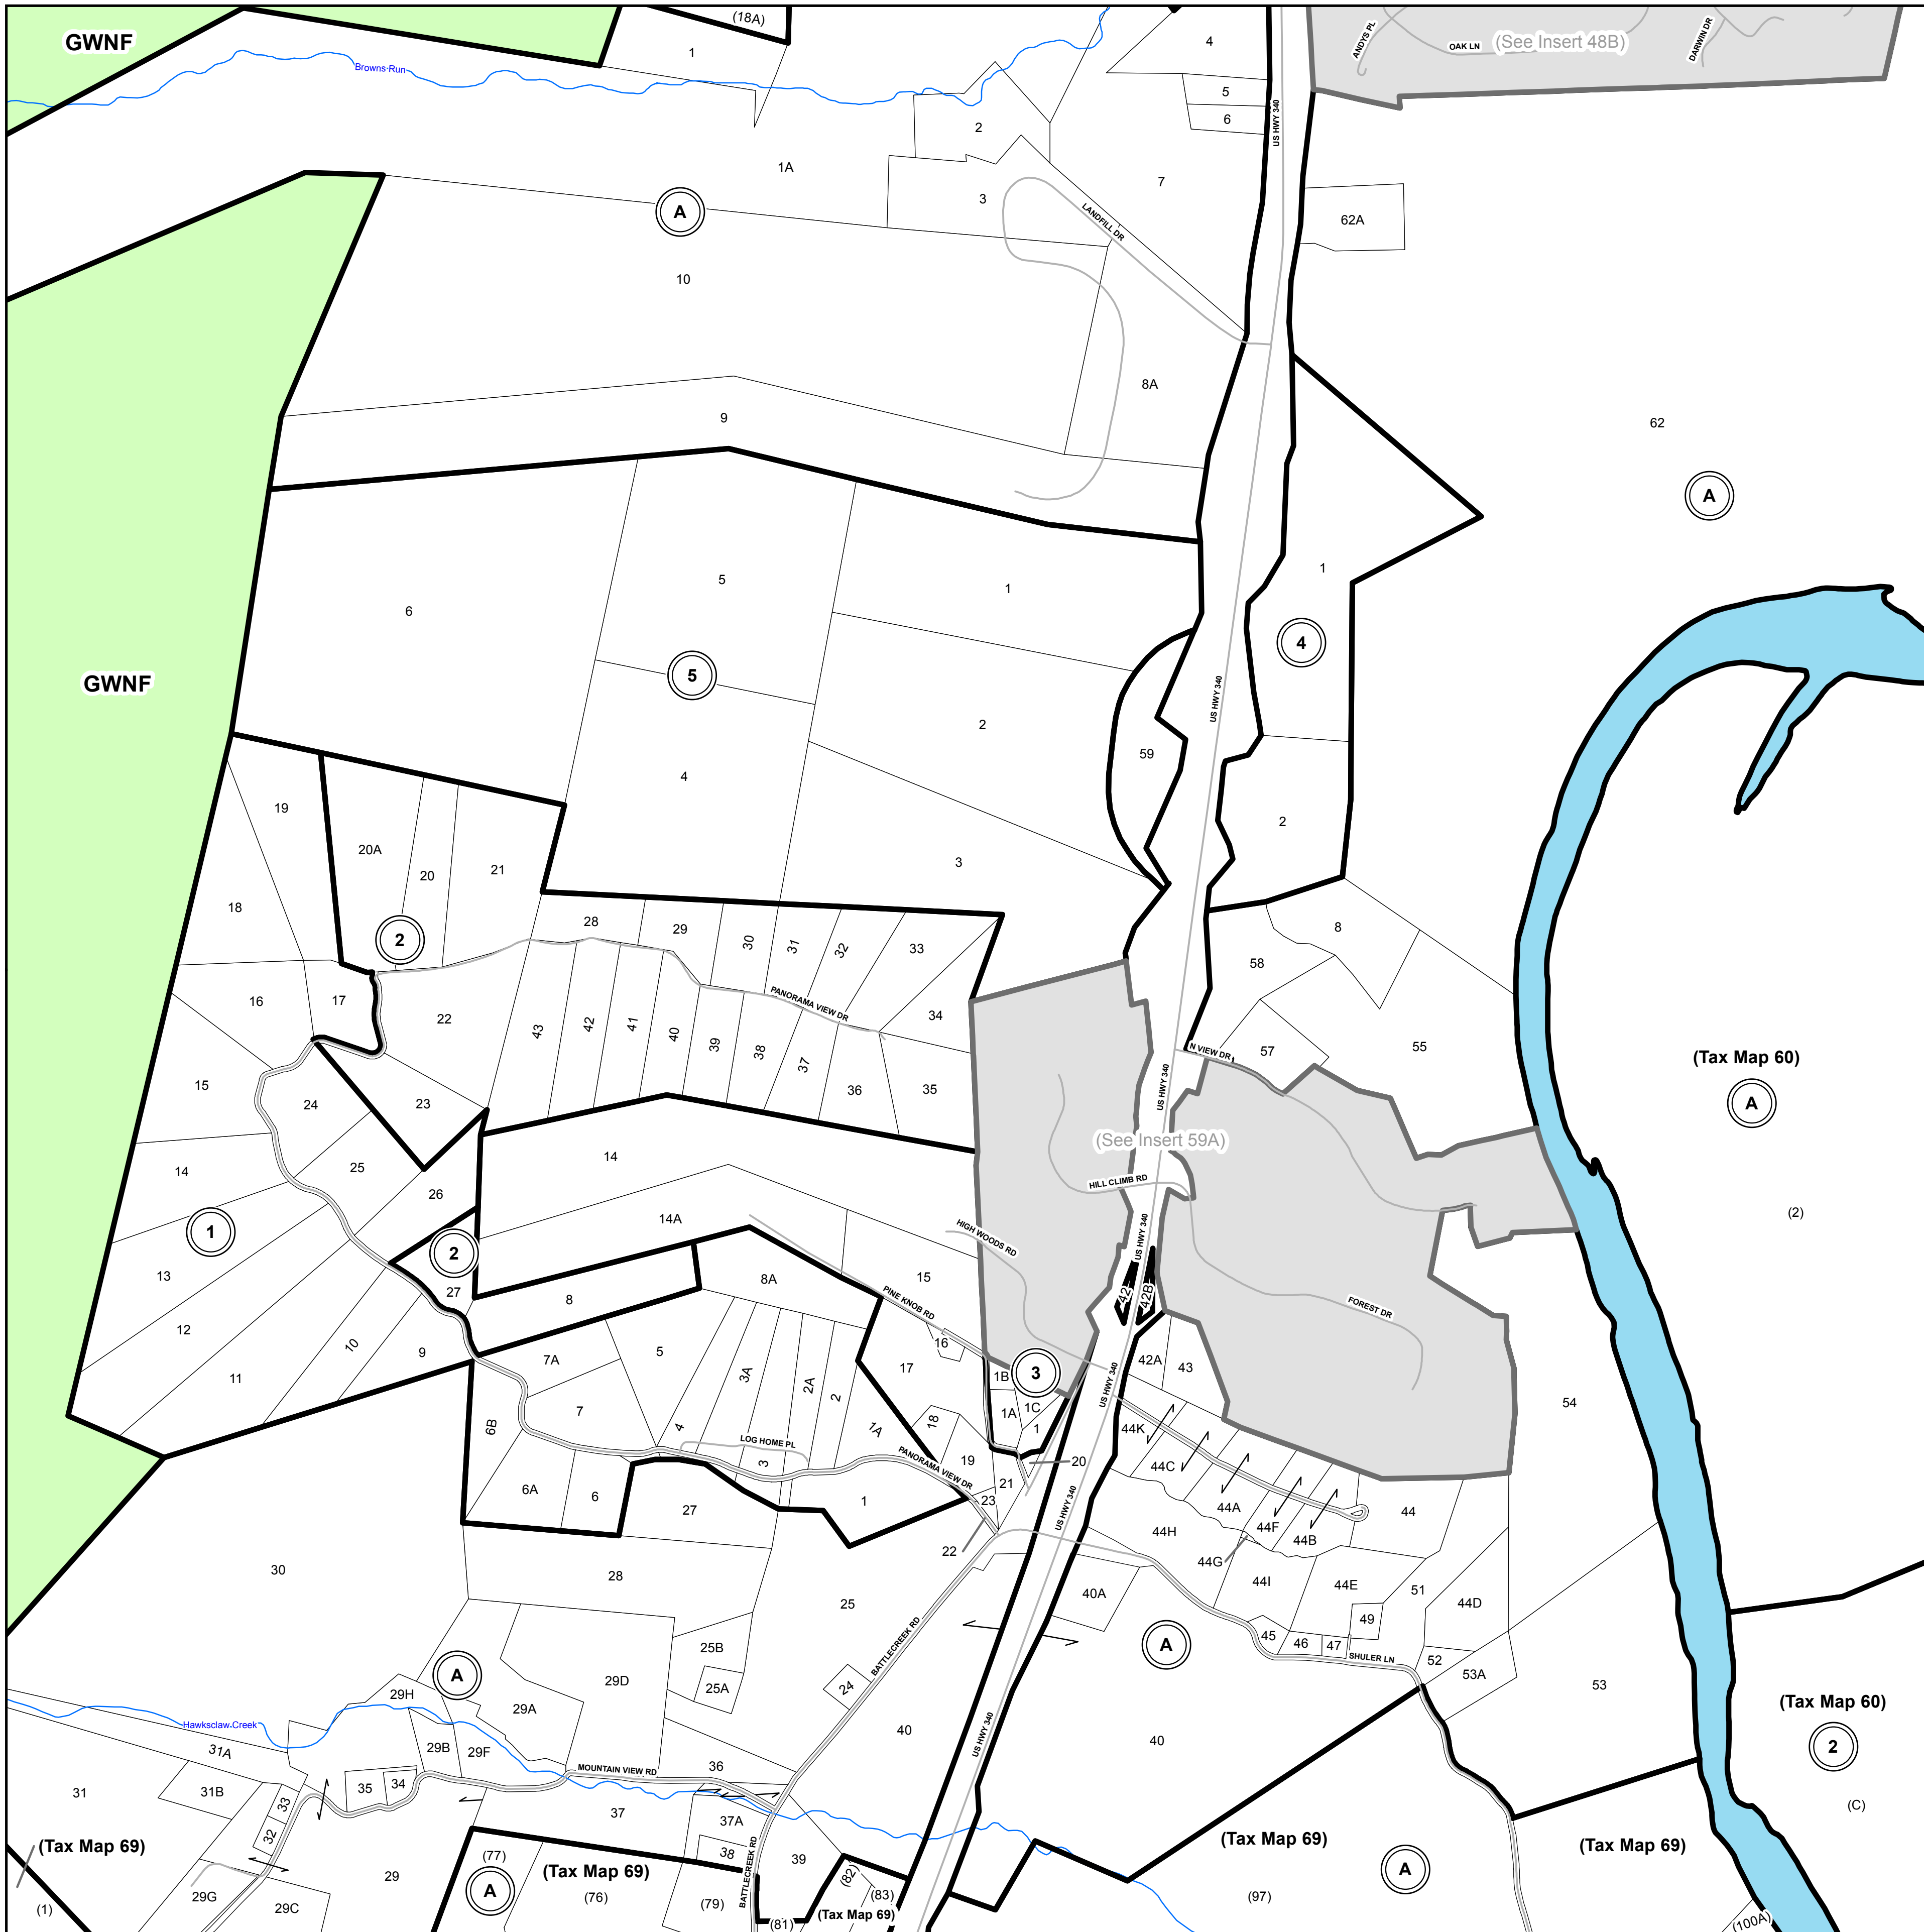 GWNF
(18A)
1
Browns Run
4
ANDYS PL
OAK LN
(See Insert 48B)
DARWIN DR
5
6
US HWY 340
2
1A
7
A
3
LANDFILL DR
62A
10
8A
9
62
A
1
5
1
6
4
GWNF
5
US HWY 340
2
59
4
2
19
20A
20
21
3
18
2
28
29
30
31
32
33
8
58
16
17
22
PANORAMA VIEW DR
34
43
42
41
40
39
38
37
36
35
N VIEW DR
57
55
(Tax Map 60)
A
15
24
23
US HWY 340
(See Insert 59A)
14
25
14
26
HILL CLIMB RD
1
2
14A
HIGH WOODS RD
US HWY 340
(2)
13
27
8
8A
15
PINE KNOB RD
42
42B
FOREST DR
12
10
9
11
7A
5
3A
2A
2
17
16
3
1B
1A
1C
1
42A
43
US HWY 340
54
7
6B
4
LOG HOME PL
3
1A
18
19
PANORAMA VIEW DR
20
21
44K
44C
6A
6
27
1
23
22
US HWY 340
44A
44F
44B
44
44H
44G
30
28
25
40A
44I
44E
51
44D
49
A
45
46
47
SHULER LN
52
53A
53
25B
25A
24
BATTLECREEK RD
A
29H
29A
29D
Hawksclaw Creek
31A
29B
29F
40
US HWY 340
40
(Tax Map 60)
2
31
31B
33
32
35
34
MOUNTAIN VIEW RD
36
37
37A
38
39
(C)
(Tax Map 69)
29
(77)
A
(Tax Map 69)
(76)
(79)
BATTLECREEK RD
(82)
(83)
(81)
(Tax Map 69)
(Tax Map 69)
A
(97)
(Tax Map 69)
(100A)
(1)
29G
29C